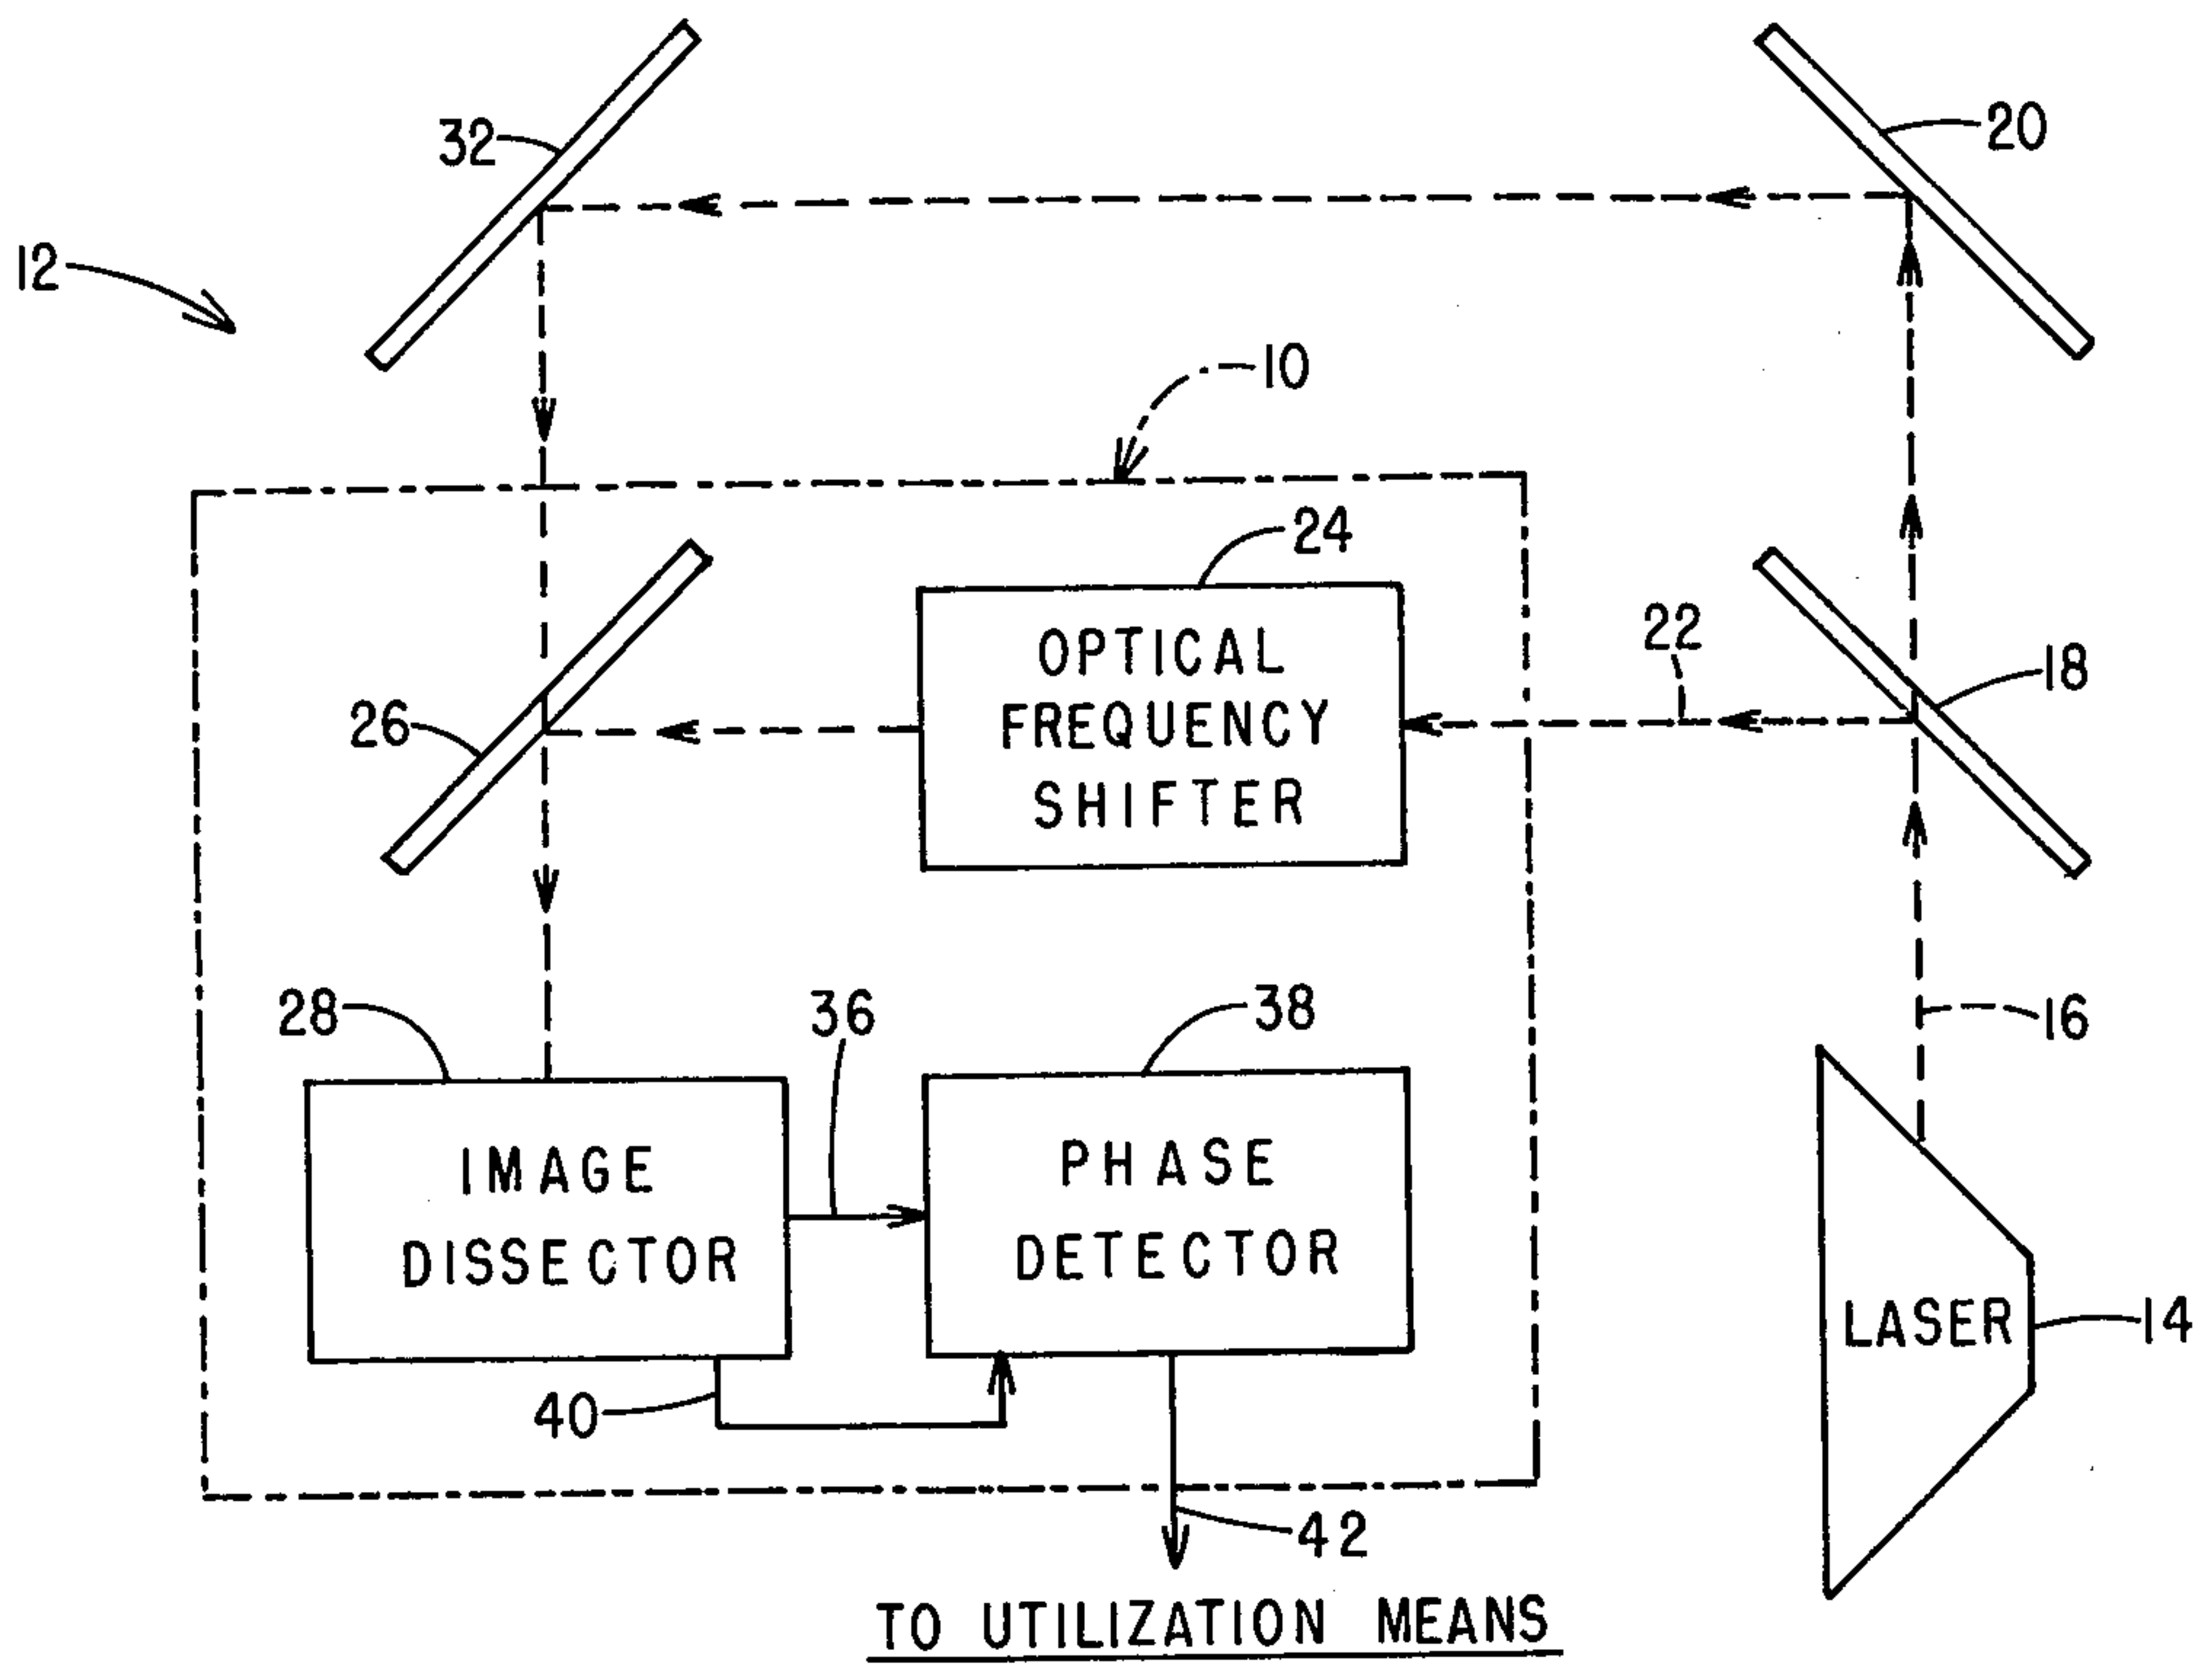 32
20
12
10
24
OPTICAL
FREQUENCY
SHIFTER
22
18
26
28
36
38
16
IMAGE
DISSECTOR
PHASE
DETECTOR
LASER
14
40
42
TO UTILIZATION MEANS